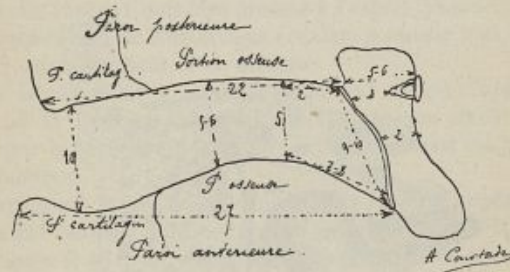 Paroi postérieure
Portion osseuse
P. cartilag
5-6
22
2
3
2
10
5-6
5
9-10
7-8
P. osseuse
27
P. cartilagin
Paroi antérieure.